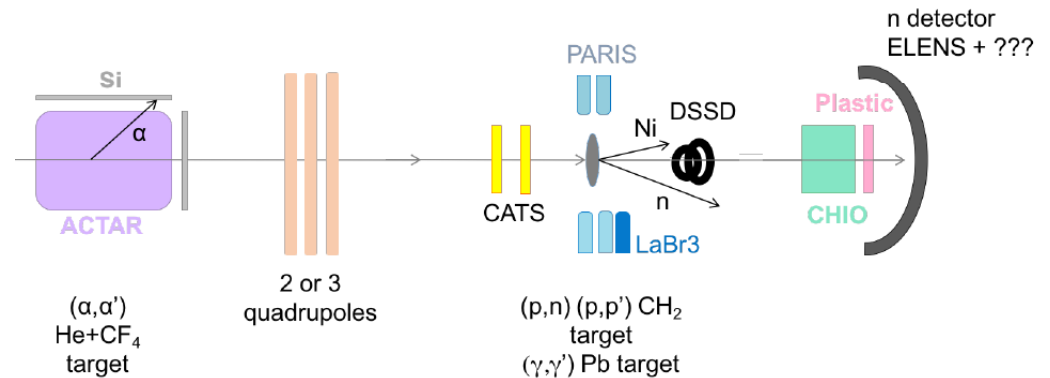 n detector
ELENS + ???
PARIS
Si
DSSD
Ni
Plastic
α
n
CATS
ACTAR
CHIO
LaBr3
2 or 3
quadrupoles
(α,α’)
He+CF₄
target
(p,n) (p,p’) CH₂
target
(γ,γ’) Pb target